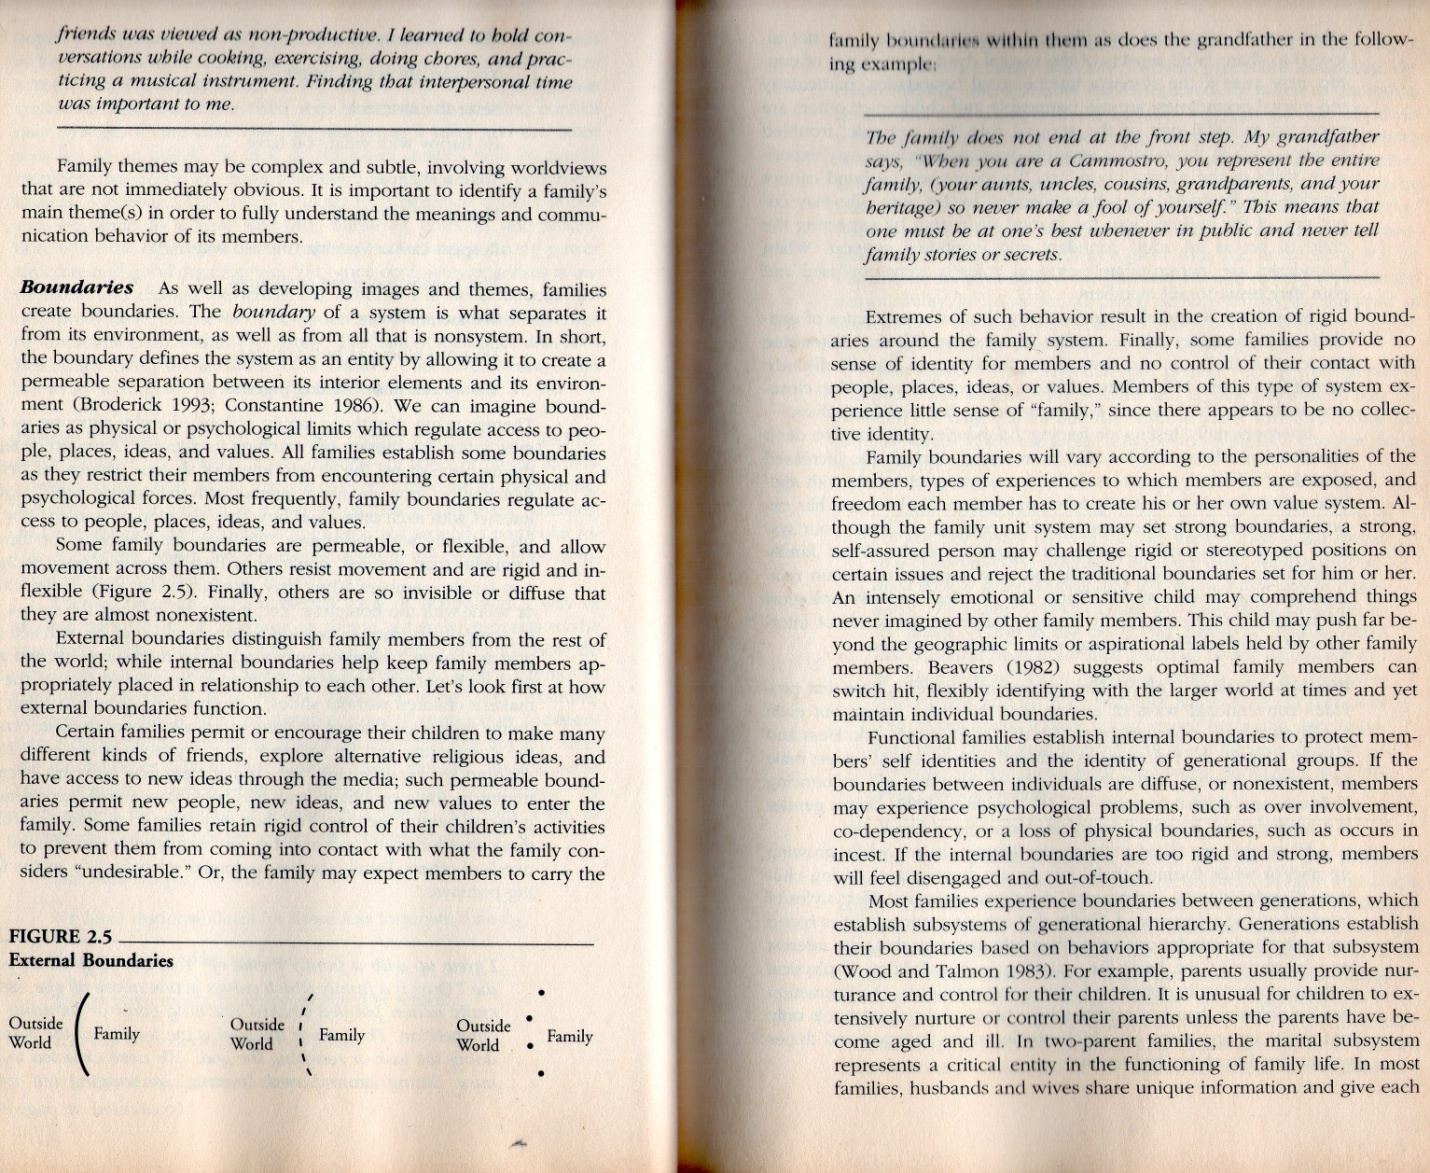 friends was viewed as non-productive. I learned to hold con-
versations while cooking, exercising, doing chores, and prac-
ticing a musical instrument. Finding that interpersonal time
was important to me.
Family themes may be complex and subtle, involving worldviews
that are not immediately obvious. It is important to identify a family's
main theme(s) in order to fully understand the meanings and commu-
nication behavior of its members.
Boundaries As well as developing images and themes, families
create boundaries. The boundary of a system is what separates it
from its environment, as well as from all that is nonsystem. In short,
the boundary defines the system as an entity by allowing it to create a
permeable separation between its interior elements and its environ-
ment (Broderick 1993; Constantine 1986). We can imagine bound-
aries as physical or psychological limits which regulate access to peo-
ple, places, ideas, and values. All families establish some boundaries
as they restrict their members from encountering certain physical and
psychological forces. Most frequently, family boundaries regulate ac-
cess to people, places, ideas, and values.
Some family boundaries are permeable, or flexible, and allow
movement across them. Others resist movement and are rigid and in-
flexible (Figure 2.5). Finally, others are so invisible or diffuse that
they are almost nonexistent.
External boundaries distinguish family members from the rest of
the world; while internal boundaries help keep family members ap-
propriately placed in relationship to each other. Let's look first at how
external boundaries function.
Certain families permit or encourage their children to make many
different kinds of friends, explore alternative religious ideas, and
have access to new ideas through the media; such permeable bound-
aries permit new people, new ideas, and new values to enter the
family. Some families retain rigid control of their children's activities
to prevent them from coming into contact with what the family con-
siders "undesirable." Or, the family may expect members to carry the
FIGURE 2.5
External Boundaries
Outside
World
Family
Outside
World
Family
Outside
World
Family
family boundaries within them as does the grandfather in the follow-
ing example:
The family does not end at the front step. My grandfather
says, "When you are a Cammostro, you represent the entire
family, (your aunts, uncles, cousins, grandparents, and your
heritage) so never make a fool of yourself." This means that
one must be at one's best whenever in public and never tell
family stories or secrets.
Extremes of such behavior result in the creation of rigid bound-
aries around the family system. Finally, some families provide no
sense of identity for members and no control of their contact with
people, places, ideas, or values. Members of this type of system ex-
perience little sense of "family," since there appears to be no collec-
tive identity.
Family boundaries will vary according to the personalities of the
members, types of experiences to which members are exposed, and
freedom each member has to create his or her own value system. Al-
though the family unit system may set strong boundaries, a strong,
self-assured person may challenge rigid or stereotyped positions on
certain issues and reject the traditional boundaries set for him or her.
An intensely emotional or sensitive child may comprehend things
never imagined by other family members. This child may push far be-
yond the geographic limits or aspirational labels held by other family
members. Beavers (1982) suggests optimal family members can
switch hit, flexibly identifying with the larger world at times and yet
maintain individual boundaries.
Functional families establish internal boundaries to protect mem-
bers' self identities and the identity of generational groups. If the
boundaries between individuals are diffuse, or nonexistent, members
may experience psychological problems, such as over involvement,
co-dependency, or a loss of physical boundaries, such as occurs in
incest. If the internal boundaries are too rigid and strong, members
will feel disengaged and out-of-touch.
Most families experience boundaries between generations, which
establish subsystems of generational hierarchy. Generations establish
their boundaries based on behaviors appropriate for that subsystem
(Wood and Talmon 1983). For example, parents usually provide nur-
turance and control for their children. It is unusual for children to ex-
tensively nurture or control their parents unless the parents have be-
come aged and ill. In two-parent families, the marital subsystem
represents a critical entity in the functioning of family life. In most
families, husbands and wives share unique information and give each